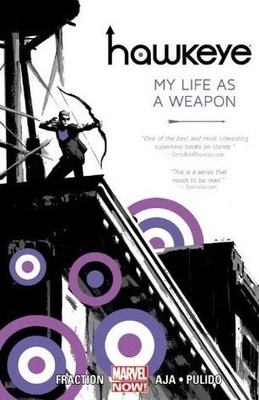 hawkeye
MY LIFE AS
A WEAPON
"One of the best and most interesting
superhero books on stands."
"This is a series that
needs to be read."
FRACTION
MARVEL
NOW!
AJA • PULIDO